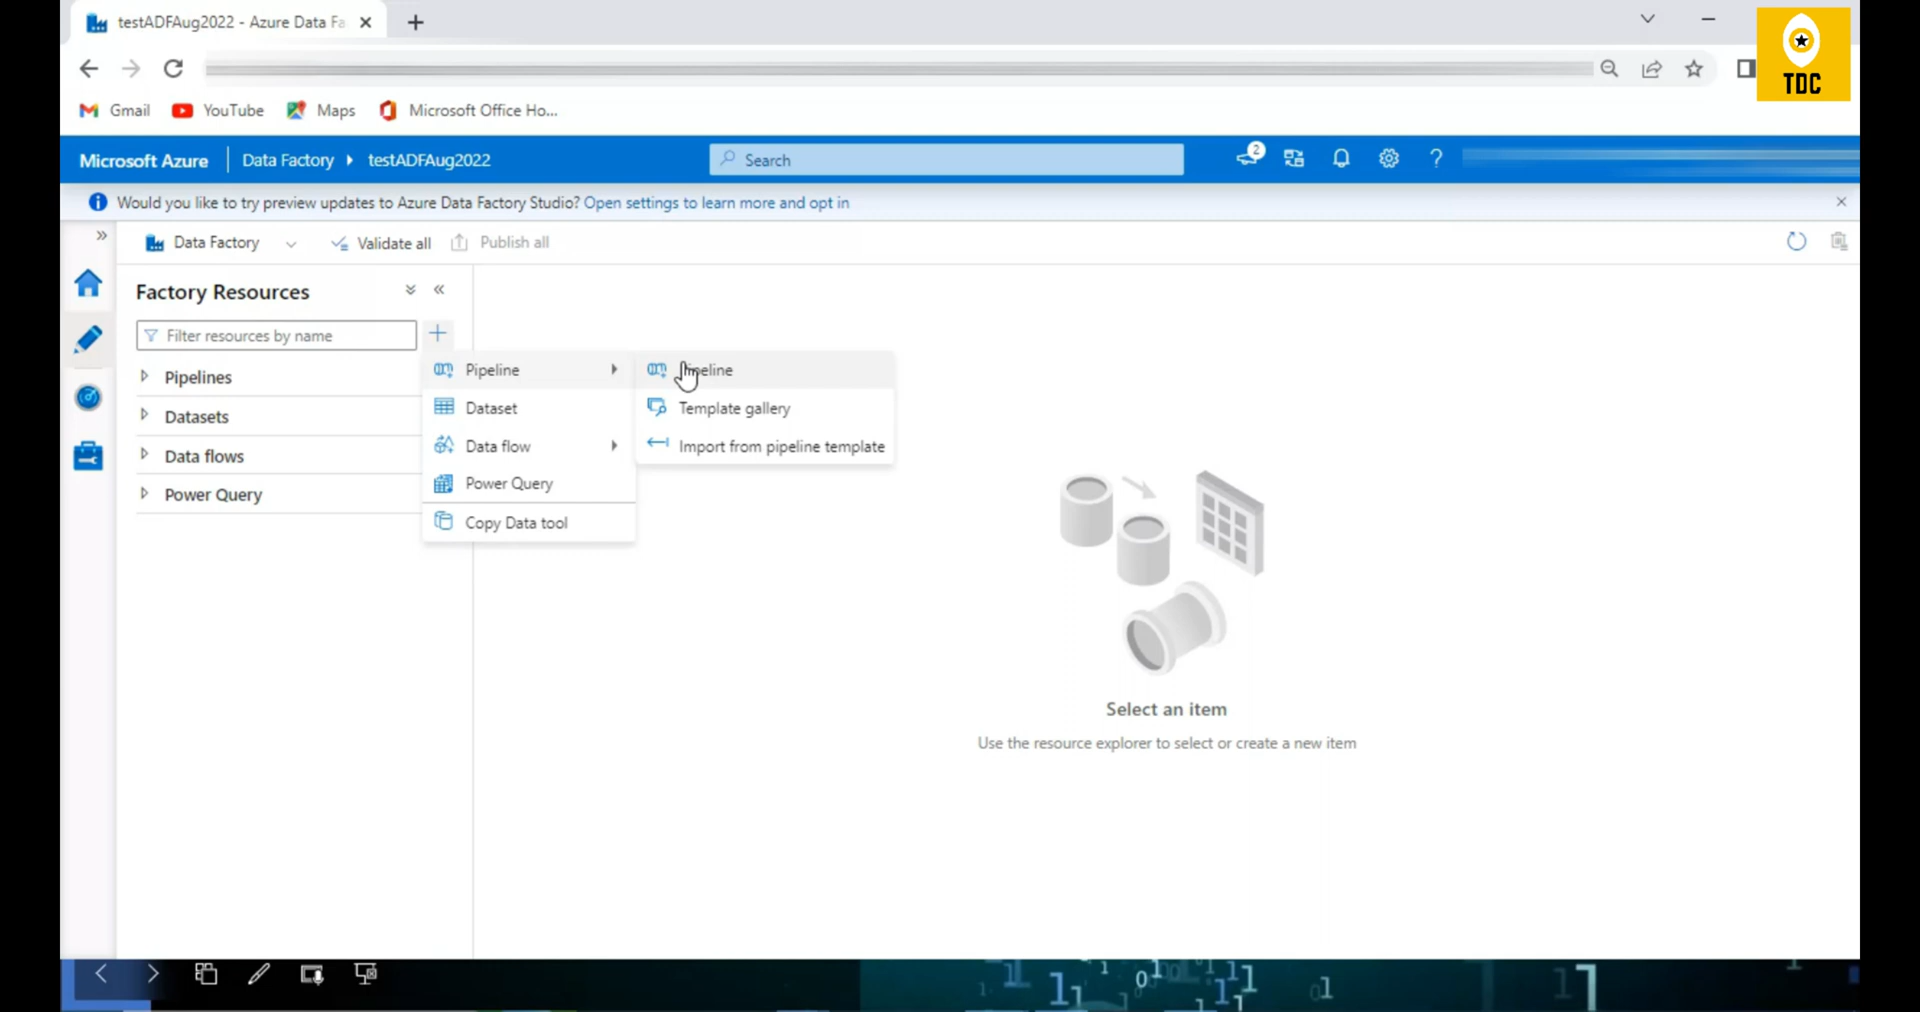 testADFAug2022 - Azure Data Fa
TDC
Gmail
YouTube
Maps
Microsoft Office Ho...
Microsoft Azure
Data Factory
testADFAug2022
Search
2
?
Would you like to try preview updates to Azure Data Factory Studio? Open settings to learn more and opt in
Data Factory
Validate all
Publish all
Factory Resources
Filter resources by name
Pipelines
Datasets
Data flows
Power Query
Pipeline
Dataset
Data flow
Power Query
Copy Data tool
Template gallery
Import from pipeline template
Select an item
Use the resource explorer to select or create a new item